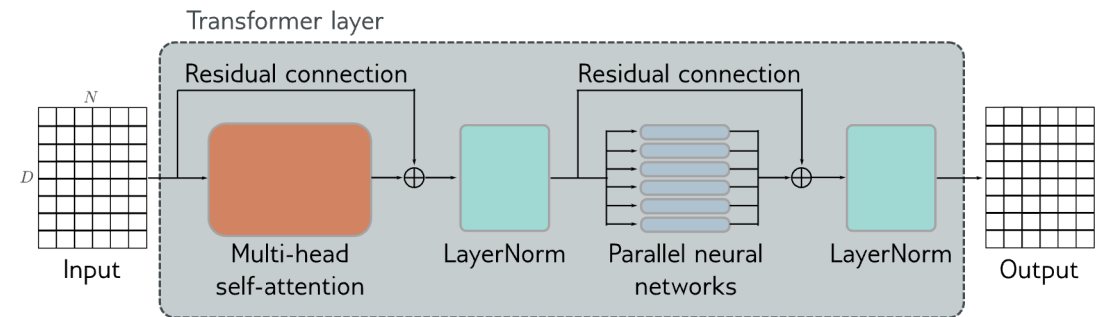 Transformer layer
Residual connection
Residual connection
N
D
Input
Multi-head
self-attention
LayerNorm
Parallel neural
networks
LayerNorm
Output